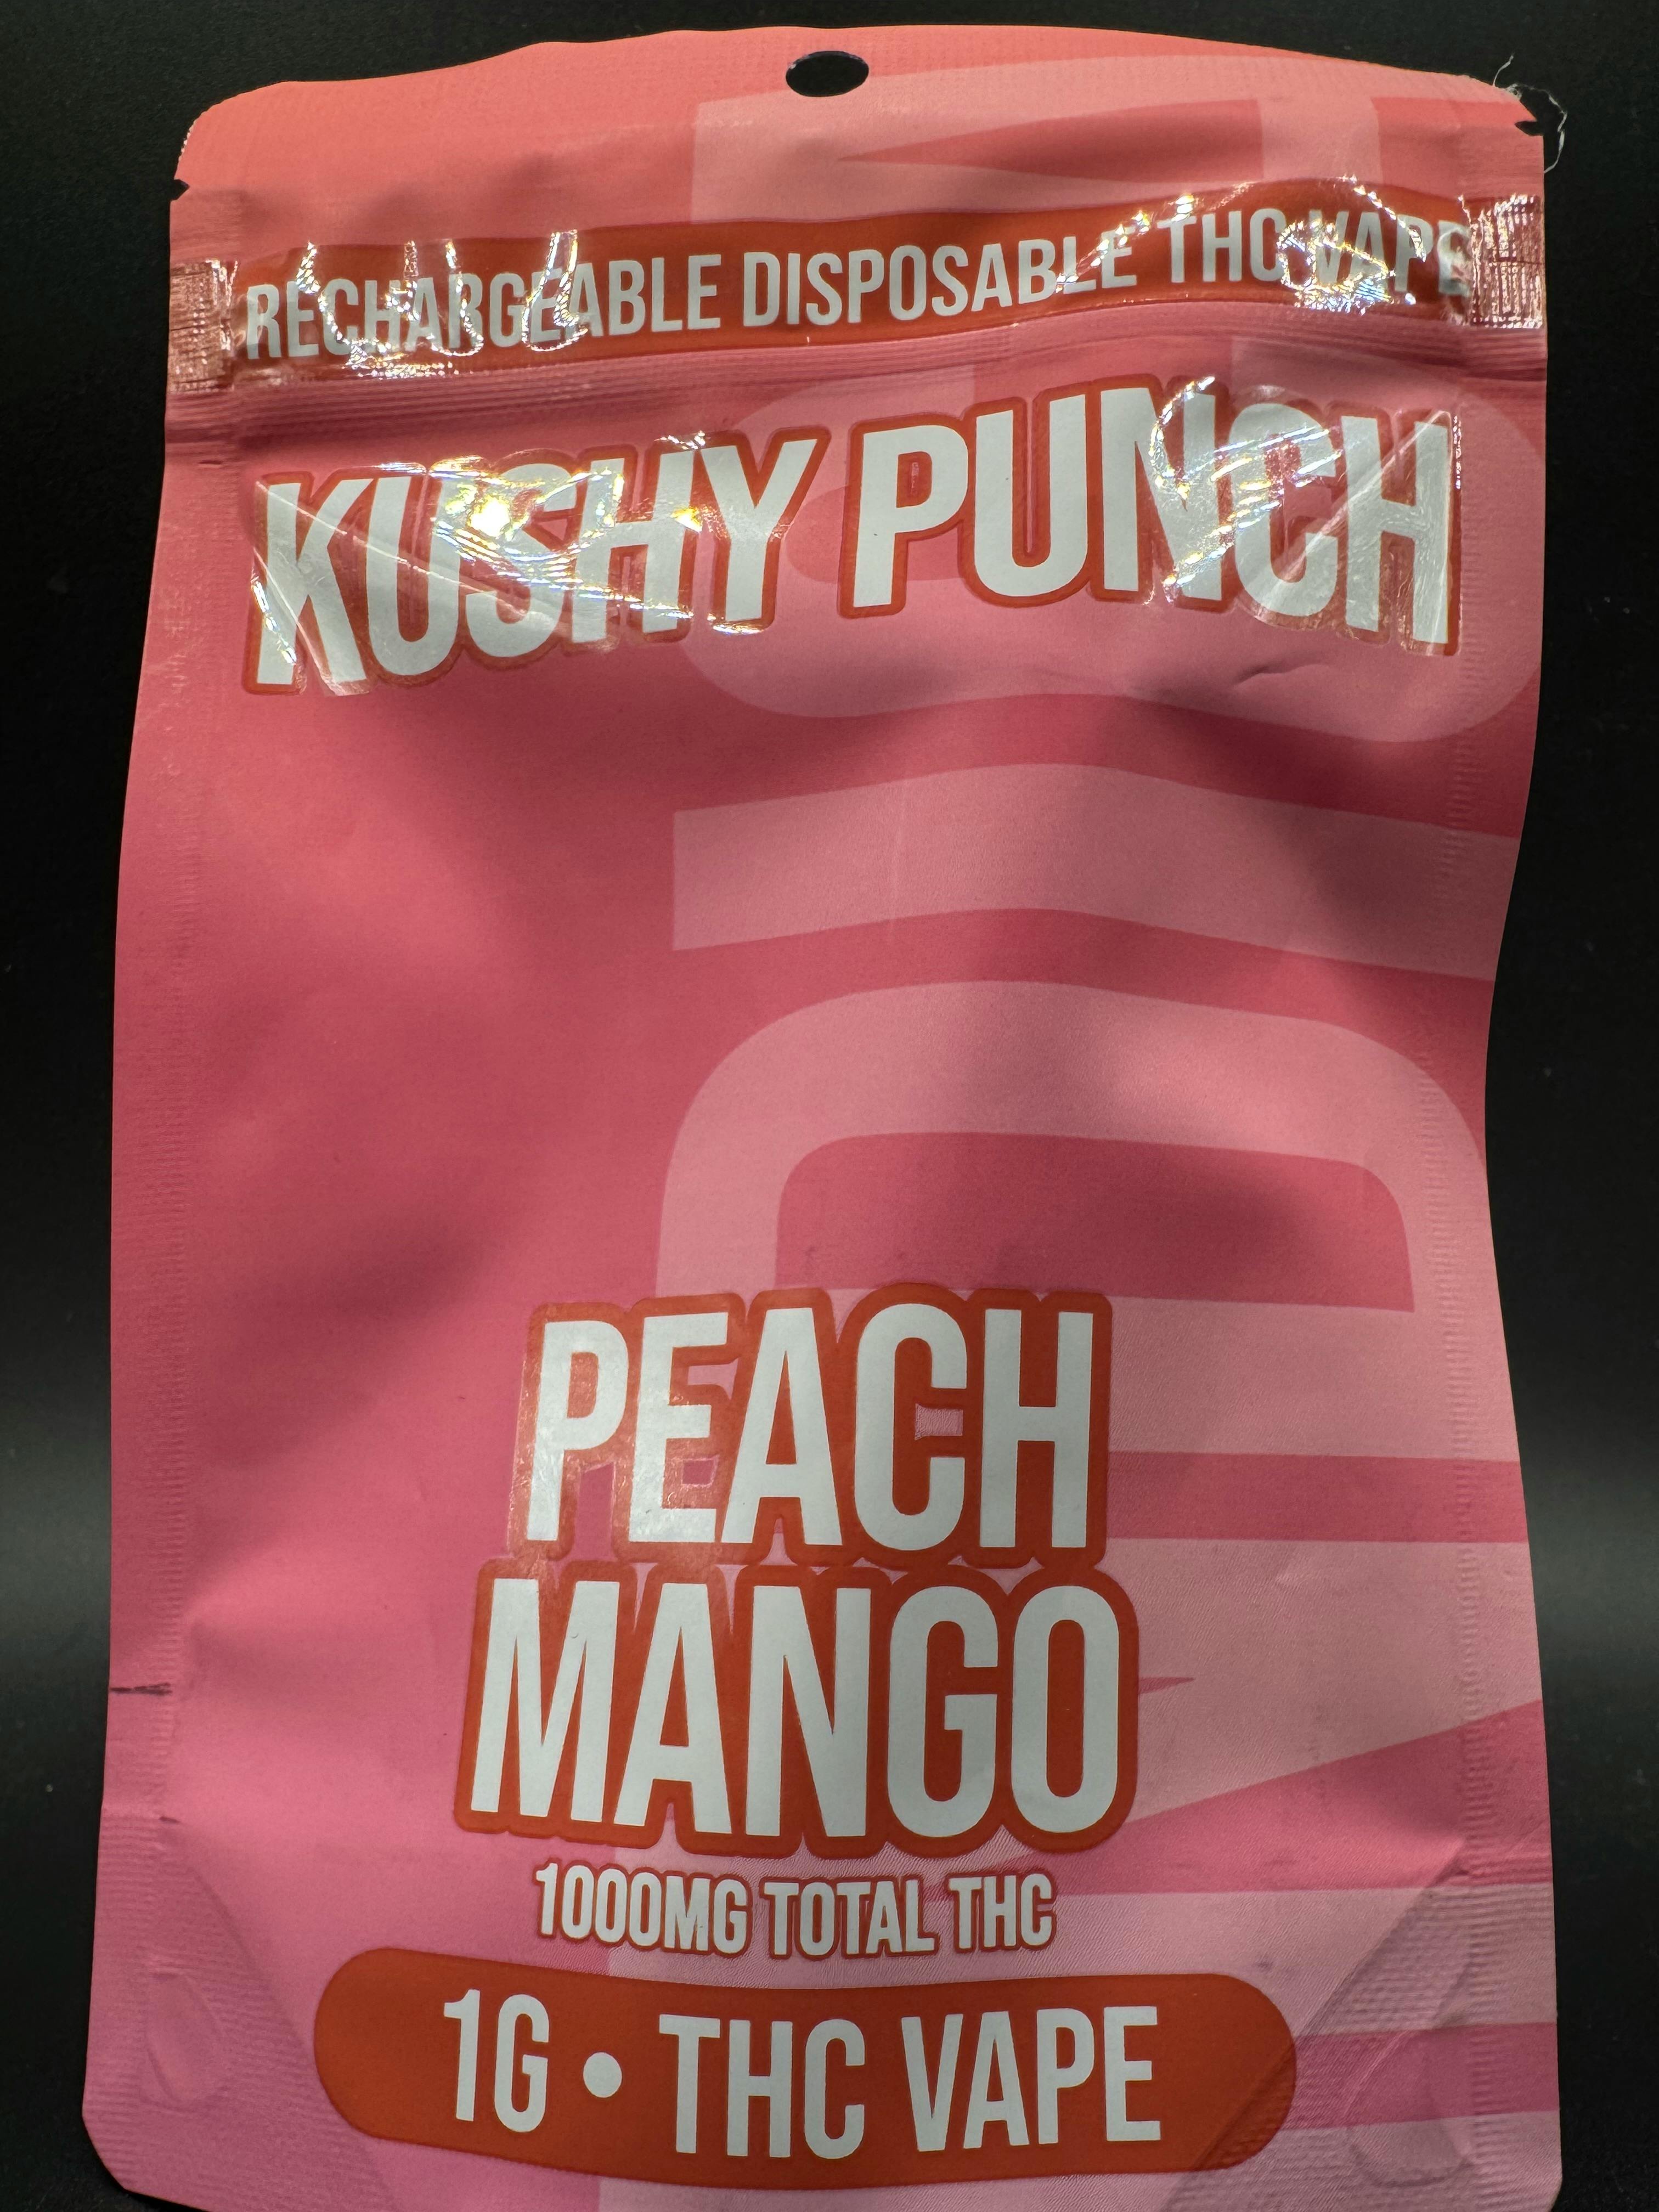 RECHARGEABLE DISPOSABLE THC VAPE
KUSHY PUNCH
PEACH
MANGO
1000MG TOTAL THC
1G • THC VAPE